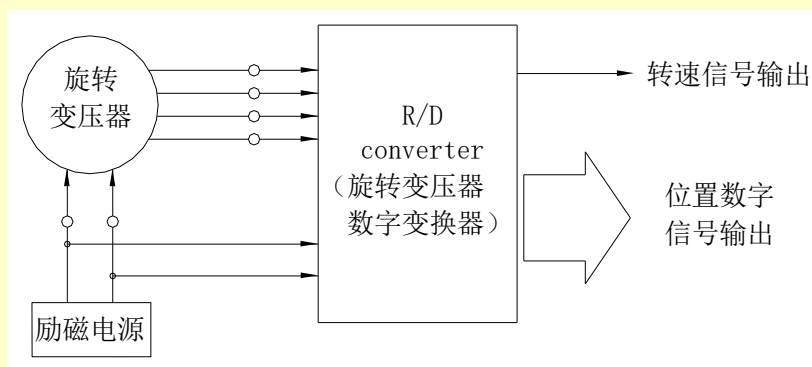 旋转
变压器
励磁电源
R/D
converter
（旋转变压器
数字变换器）
转速信号输出
位置数字
信号输出